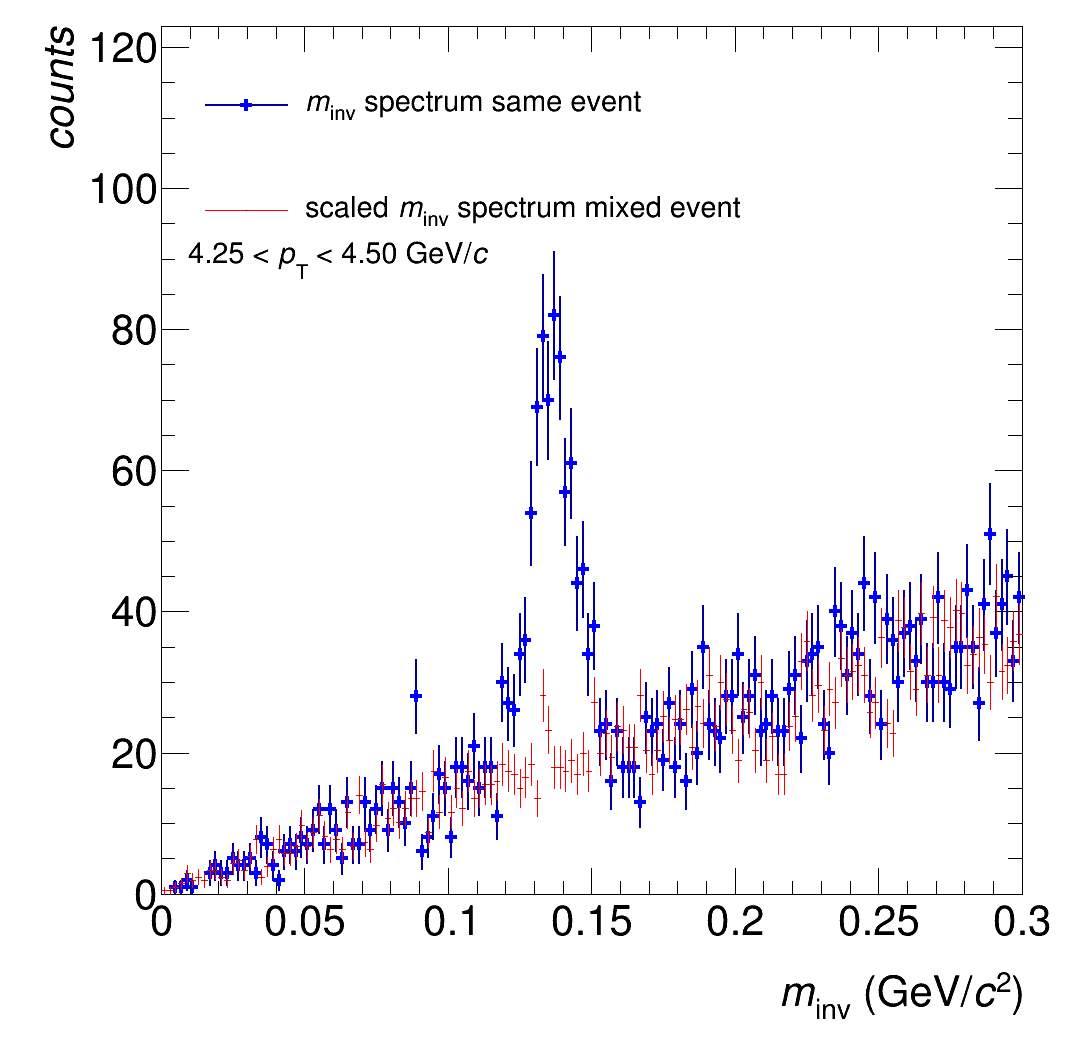 counts
120
100
80
60
40
20
0
m_inv spectrum same event
scaled m_inv spectrum mixed event
4.25 < p_T < 4.50 GeV/c
0 0.05 0.1 0.15 0.2 0.25 0.3
m_inv (GeV/c²)